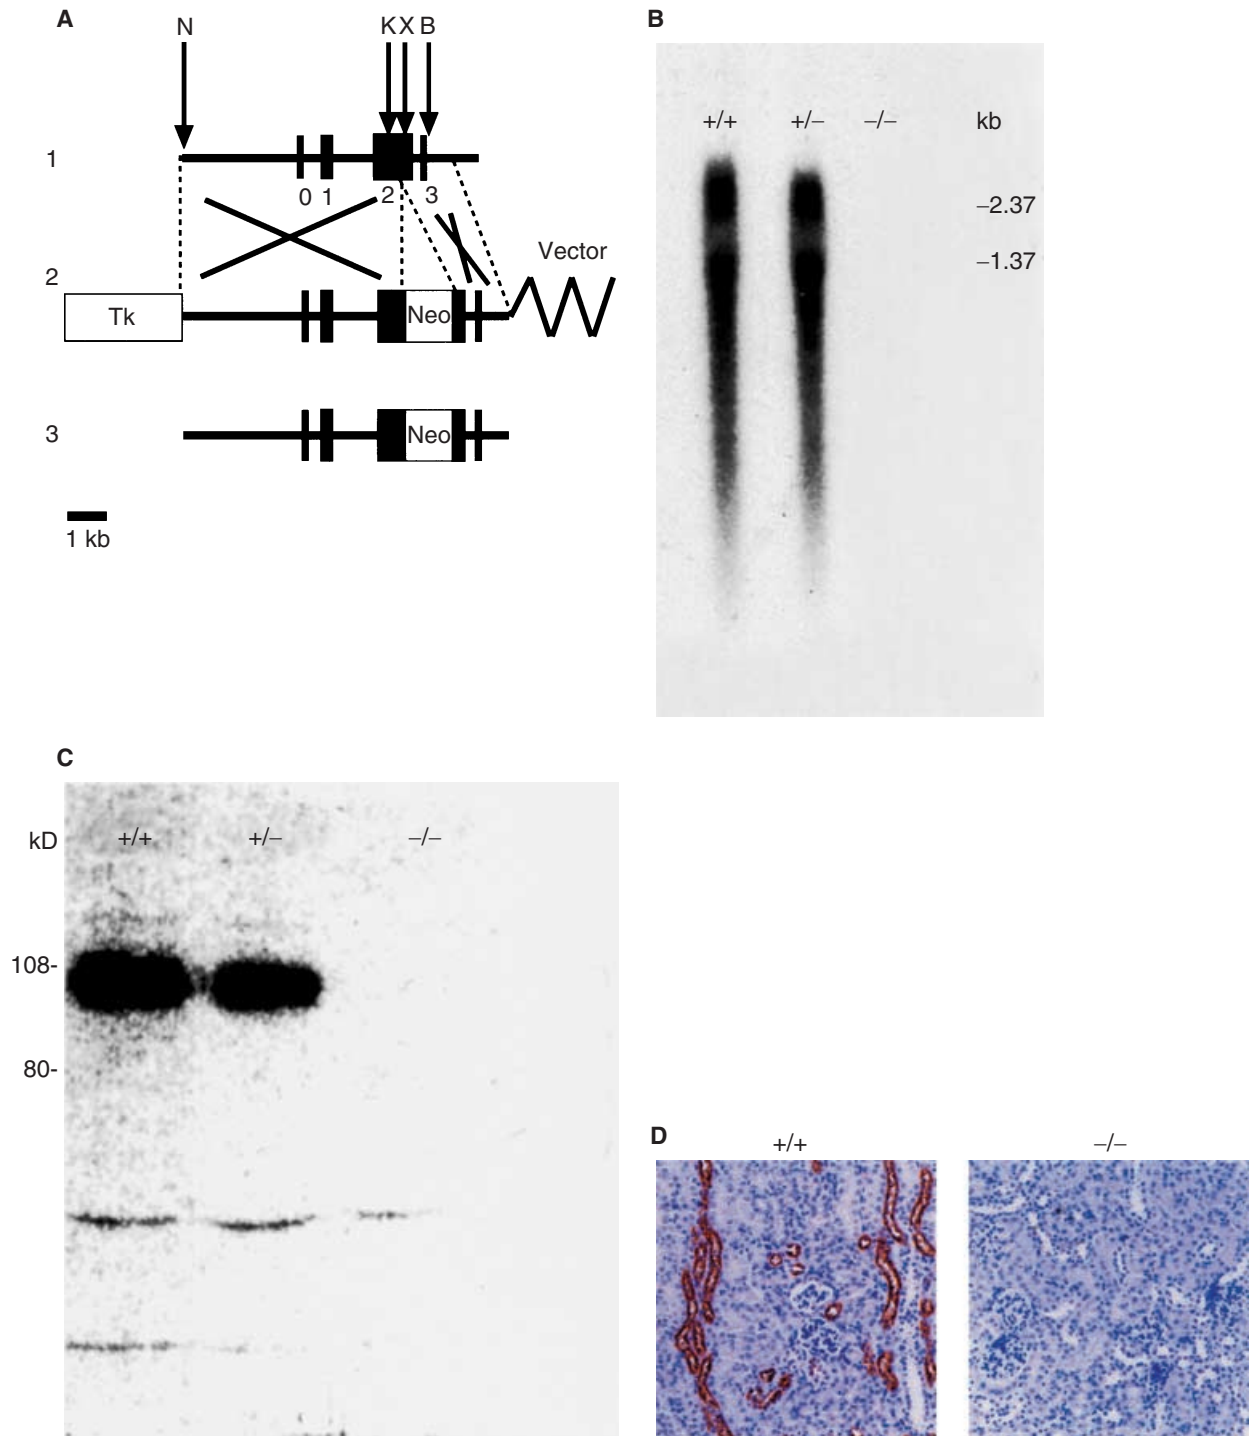 A
N
K X B
1
0 1 2 3
2
Vector
Tk
Neo
3
Neo
1 kb
B
+/+ +/– –/– kb
–2.37
–1.37
C
kD +/+ +/– –/–
108-
80-
D
+/+ –/–